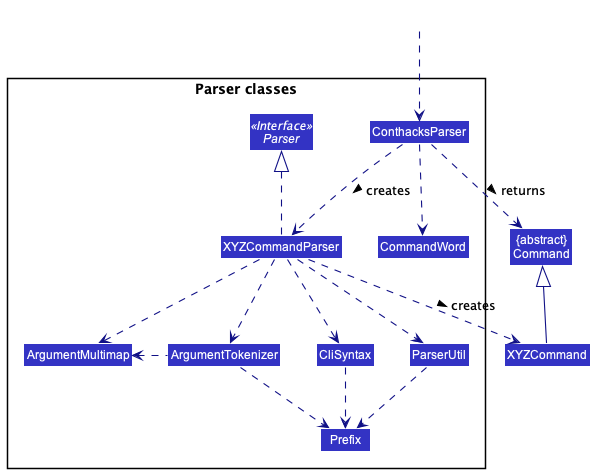 Parser classes
«Interface»
Parser
ConthacksParser
creates
returns
XYZCommandParser
CommandWord
{abstract}
Command
creates
ArgumentMultimap
ArgumentTokenizer
CliSyntax
ParserUtil
XYZCommand
Prefix